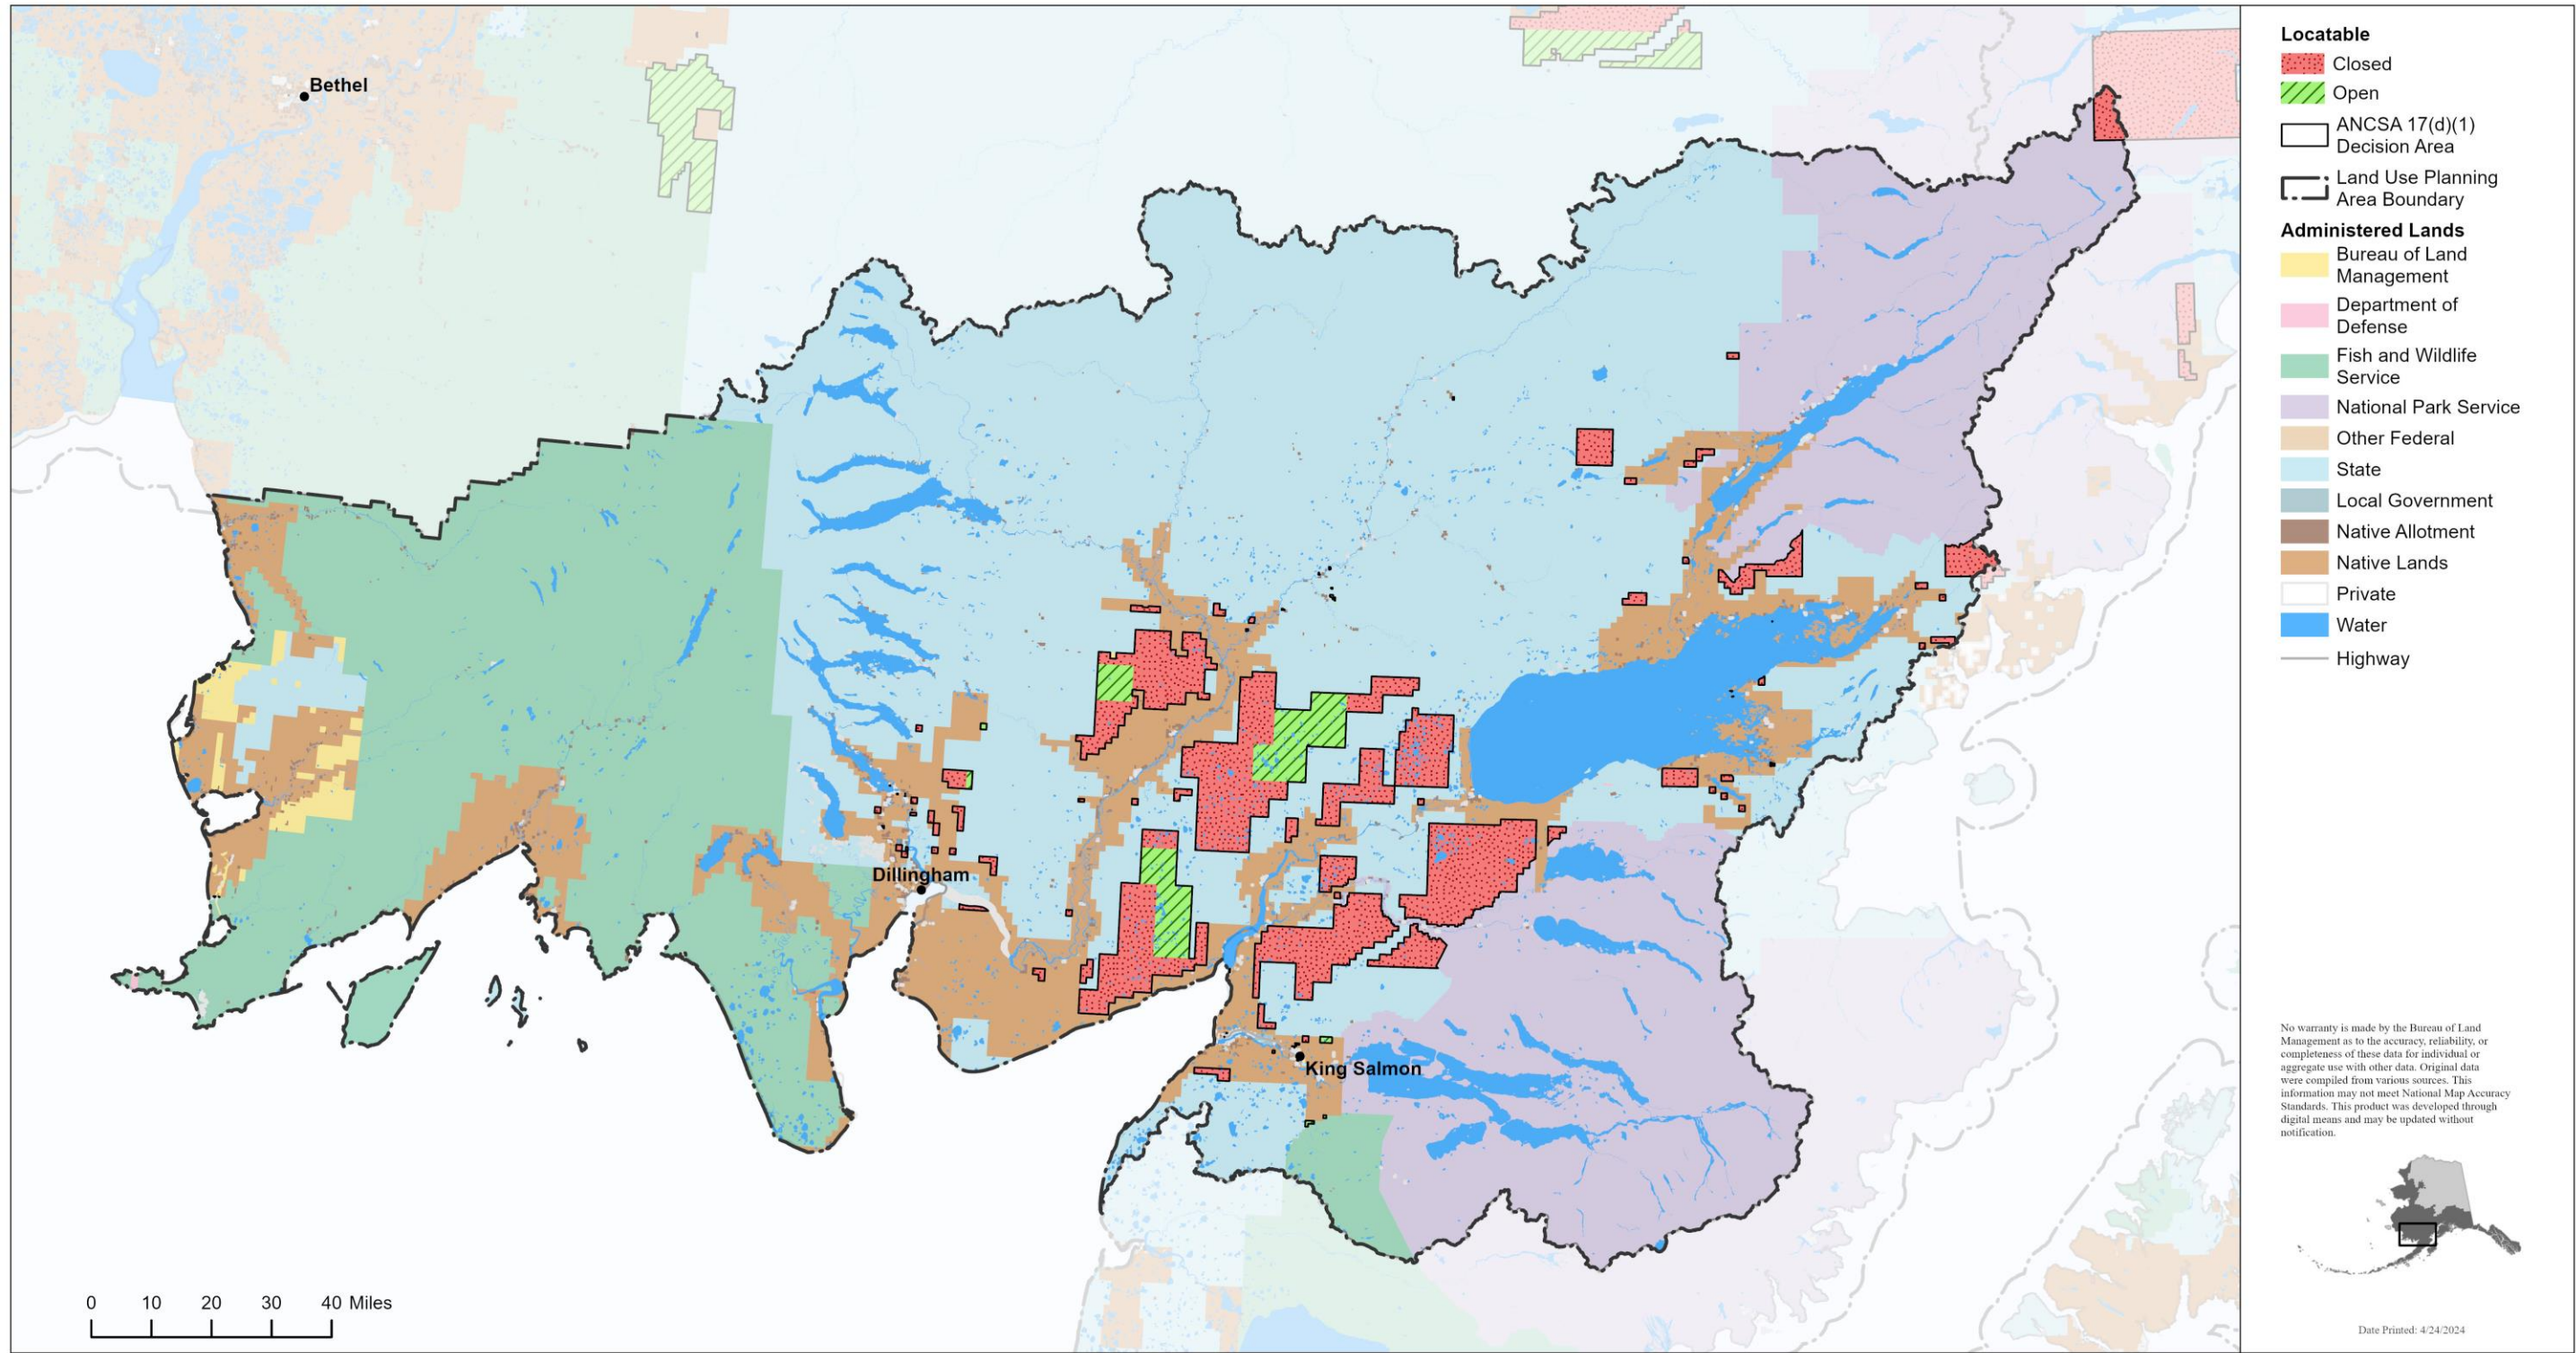 Bethel
Dillingham
King Salmon
0 10 20 30 40 Miles
Locatable
Closed
Open
ANCSA 17(d)(1)
Decision Area
Land Use Planning
Area Boundary
Administered Lands
Bureau of Land
Management
Department of
Defense
Fish and Wildlife
Service
National Park Service
Other Federal
State
Local Government
Native Allotment
Native Lands
Private
Water
Highway
No warranty is made by the Bureau of Land
Management as to the accuracy, reliability, or
completeness of these data for individual or
aggregate use with other data. Original data
were compiled from various sources. This
information may not meet National Map Accuracy
Standards. This product was developed through
digital means and may be updated without
notification.
Date Printed: 4/24/2024